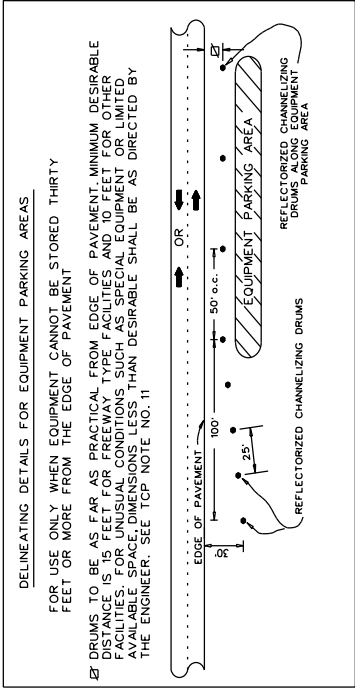 DELINEATING DETAILS FOR EQUIPMENT PARKING AREAS
FOR USE ONLY WHEN EQUIPMENT CANNOT BE STORED THIRTY
FEET OR MORE FROM THE EDGE OF PAVEMENT
DRUMS TO BE AS FAR AS PRACTICAL FROM EDGE OF PAVEMENT. MINIMUM DESIRABLE
DISTANCE IS 15 FEET FOR FREEWAY TYPE FACILITIES AND 10 FEET FOR OTHER
FACILITIES. FOR UNUSUAL CONDITIONS SUCH AS SPECIAL EQUIPMENT OR LIMITED
AVAILABLE SPACE, DIMENSIONS LESS THAN DESIRABLE SHALL BE AS DIRECTED BY
THE ENGINEER. SEE TCP NOTE NO. 11
OR
EDGE OF PAVEMENT
30'
100'
50' o.c.
25'
EQUIPMENT PARKING AREA
REFLECTORIZED CHANNELIZING DRUMS
REFLECTORIZED CHANNELIZING
DRUMS ALONG EQUIPMENT
PARKING AREA